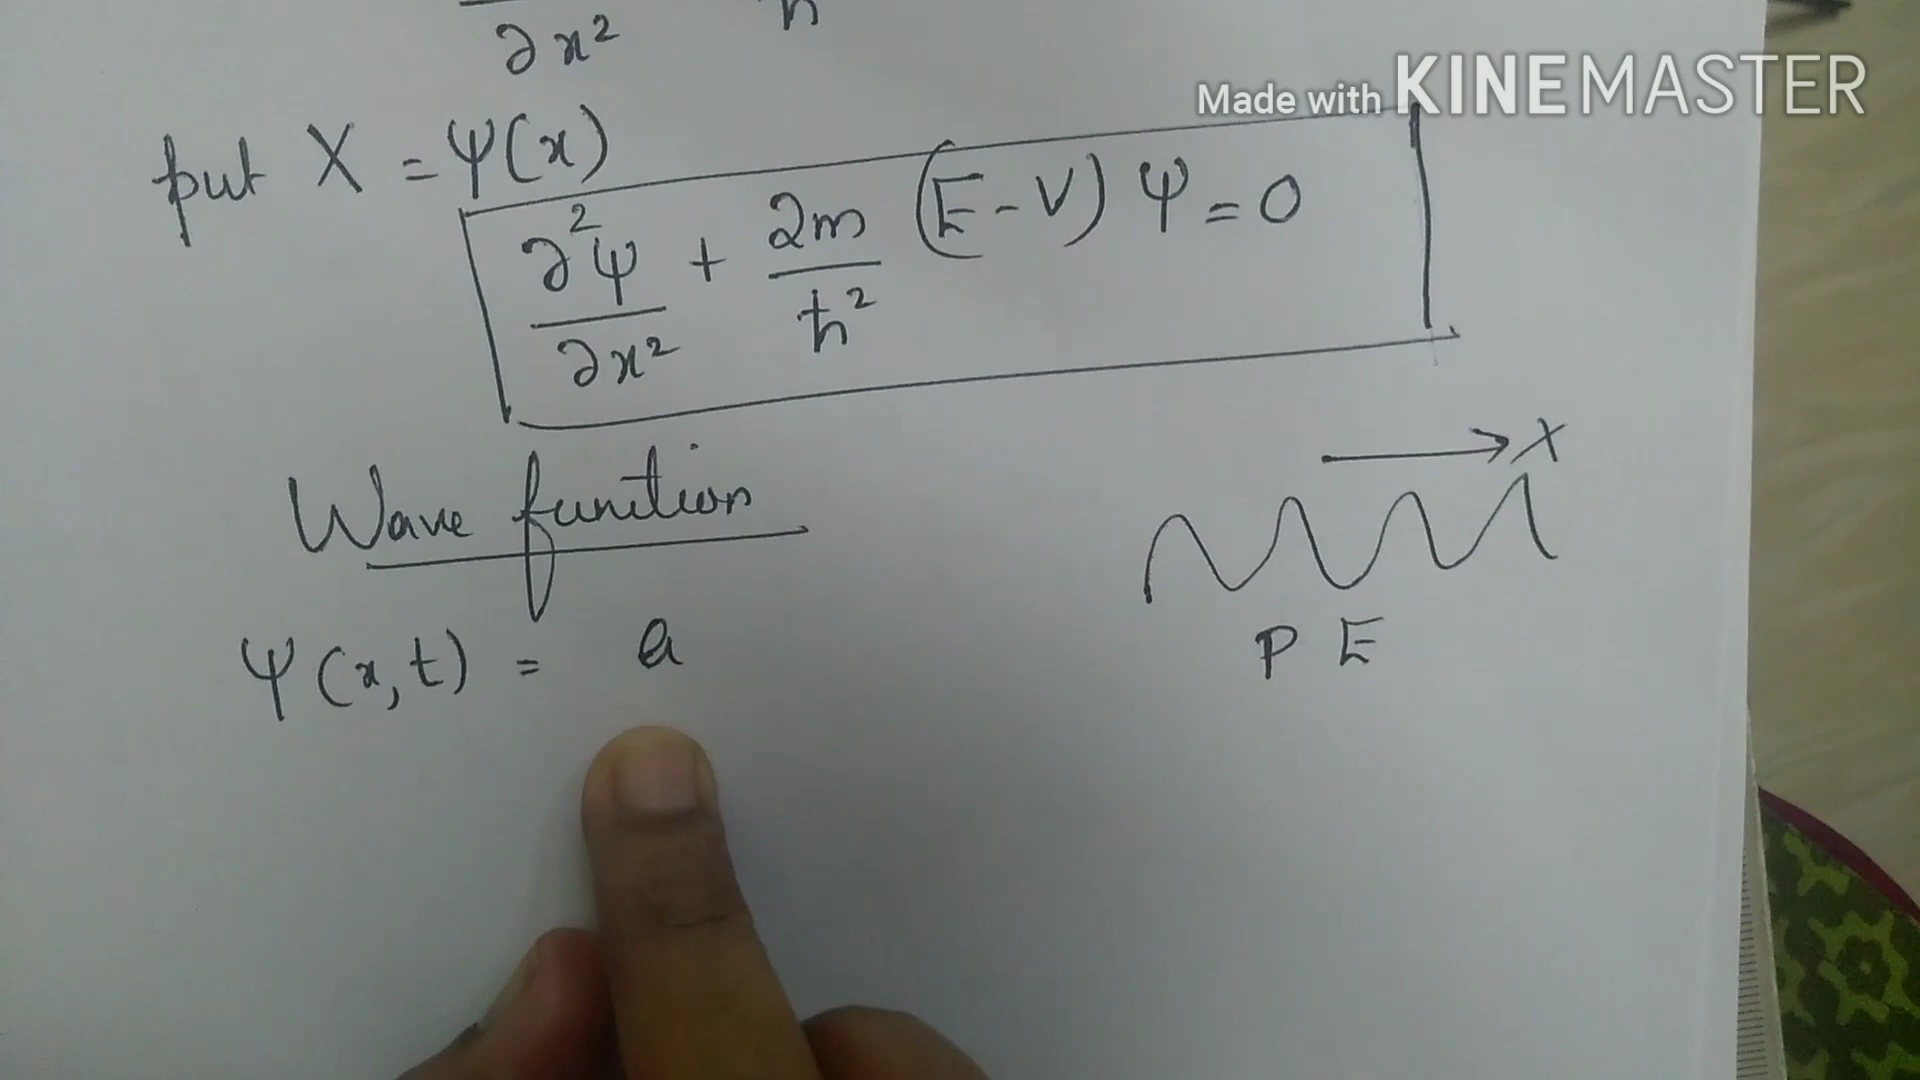 ∂x² ħ
Made with KINEMASTER
put X = Ψ(x)
∂²Ψ/∂x² + 2m/ħ² (E - V) Ψ = 0
Wave function
X
Ψ(x,t) = a
P E